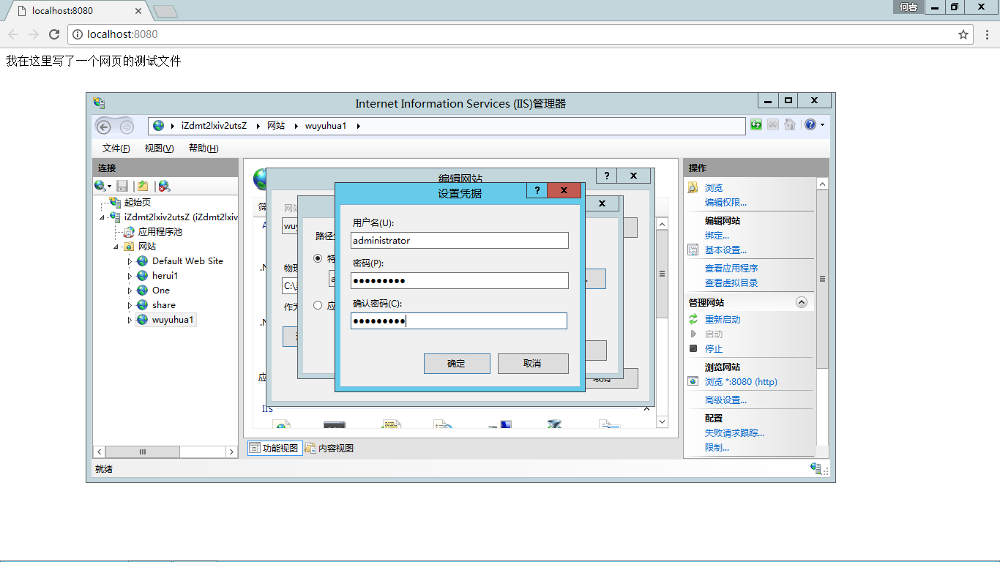 localhost:8080
何睿
localhost:8080
我在这里写了一个网页的测试文件
Internet Information Services (IIS)管理器
iZdmt2lxiv2utsZ
网站
wuyuhua1
文件(F)
视图(V)
帮助(H)
连接
起始页
iZdmt2lxiv2utsZ (iZdmt2lxiv
应用程序池
网站
Default Web Site
herui1
One
share
wuyuhua1
就绪
编辑网站
设置凭据
用户名(U):
administrator
密码(P):
确认密码(C):
确定
取消
网站
wuy
物理
C:\
作为
路径
特
应
取消
IIS
功能视图
内容视图
操作
浏览
编辑权限...
编辑网站
绑定...
基本设置...
查看应用程序
查看虚拟目录
管理网站
重新启动
启动
停止
浏览网站
浏览 *:8080 (http)
高级设置...
配置
失败请求跟踪...
限制...